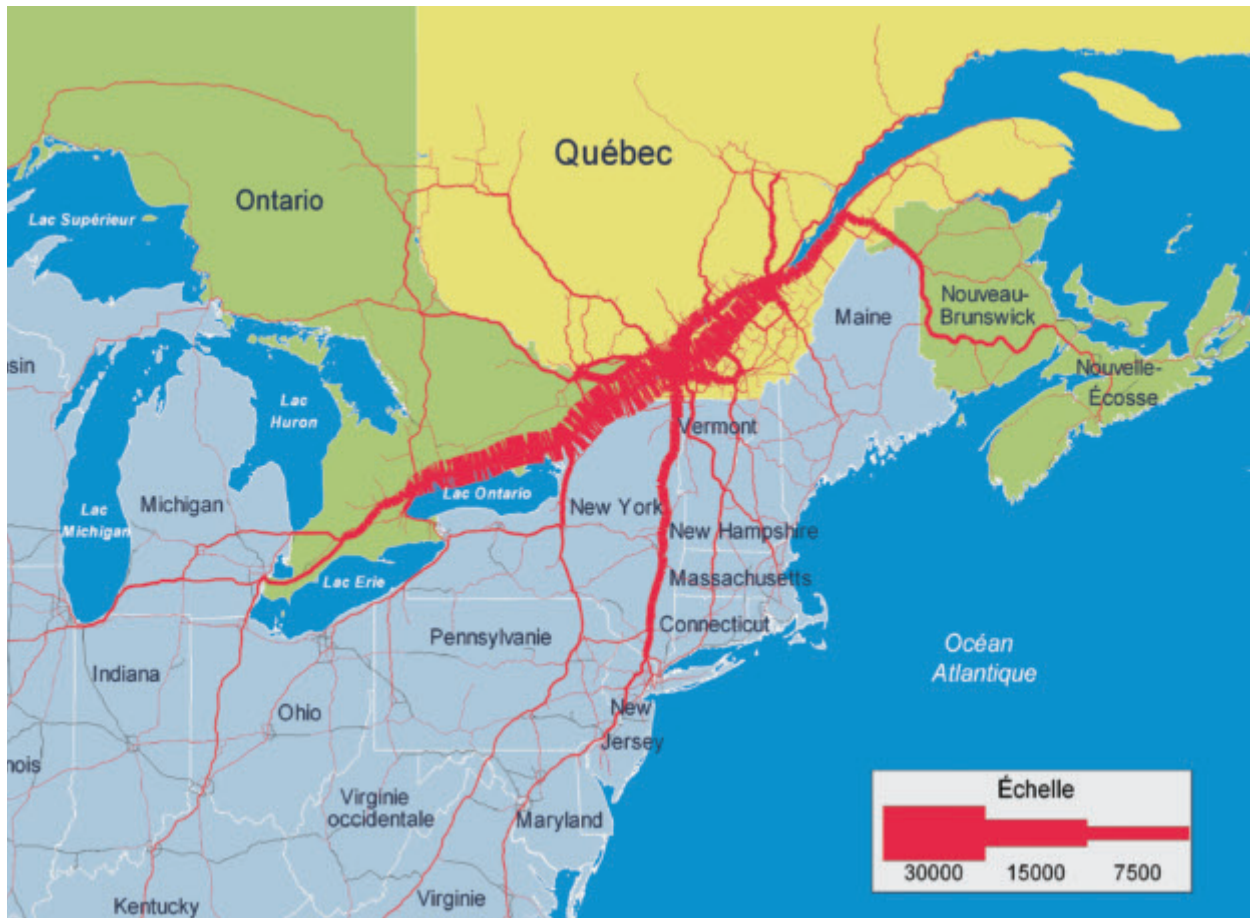 Québec
Ontario
Lac Supérieur
Nouveau-
Brunswick
Maine
sin
Nouvelle-
Écosse
Lac
Huron
Vermont
Lac Ontario
Michigan
New York
Lac
Michigan
New Hampshire
Massachusetts
Lac Erie
Connecticut
Pennsylvanie
Océan
Atlantique
Indiana
Ohio
New
Jersey
nois
Virginie
occidentale
Maryland
Kentucky
Virginie
Échelle
30000 15000 7500